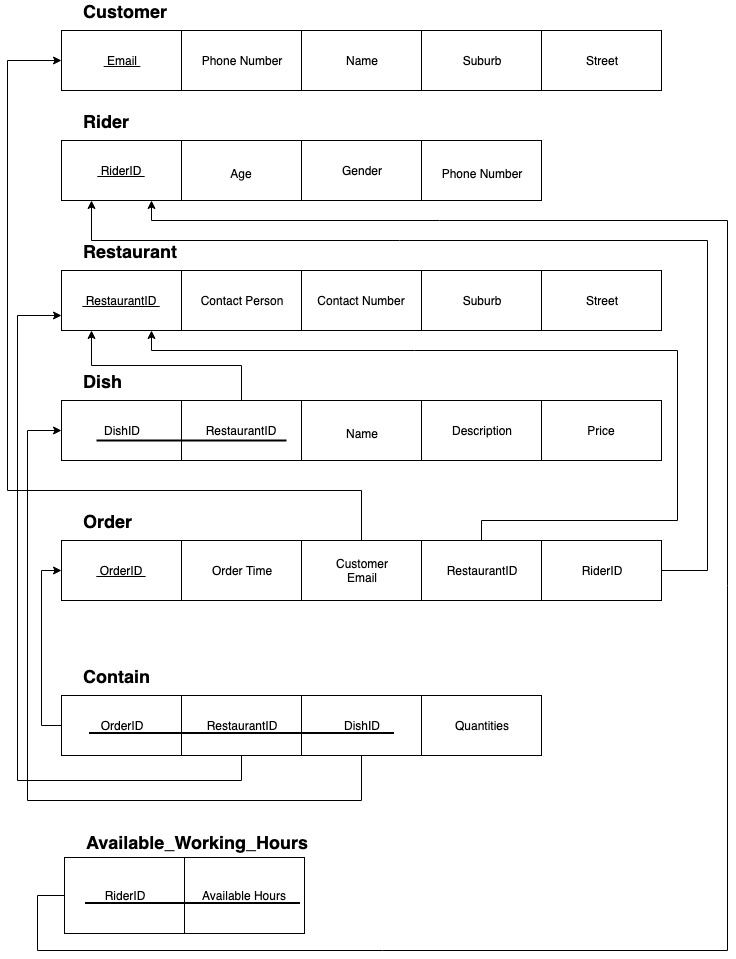 Customer
Email Phone Number Name Suburb Street
Rider
RiderID Age Gender Phone Number
Restaurant
RestaurantID Contact Person Contact Number Suburb Street
Dish
DishID RestaurantID Name Description Price
Order
OrderID Order Time Customer Email RestaurantID RiderID
Contain
OrderID RestaurantID DishID Quantities
Available_Working_Hours
RiderID Available Hours